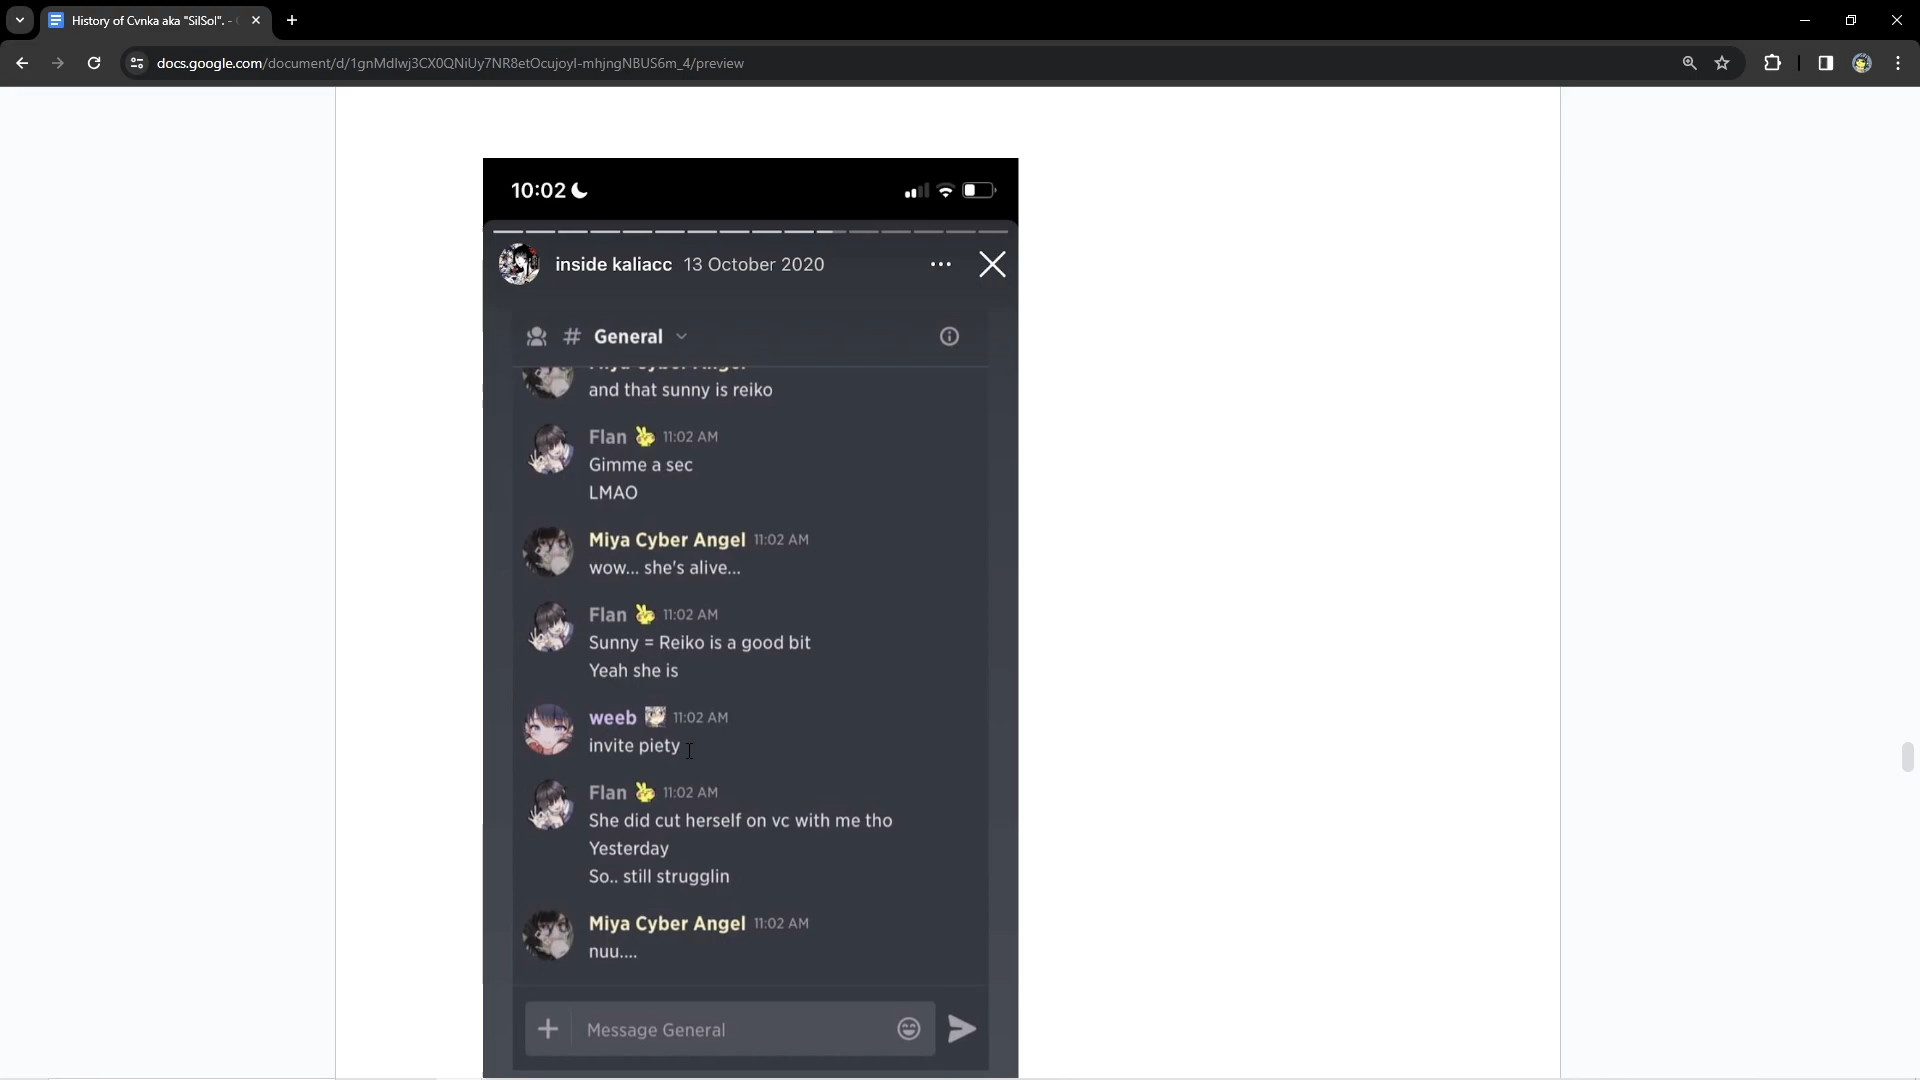 History of Cvnka aka "SilSol". -
docs.google.com/document/d/1gnMdlwj3CX0QNiUy7NR8etOcujoyl-mhjngNBUS6m_4/preview
10:02
inside kaliacc 13 October 2020
# General
Miya Cyber Angel
and that sunny is reiko
Flan 11:02 AM
Gimme a sec
LMAO
Miya Cyber Angel 11:02 AM
wow... she's alive...
Flan 11:02 AM
Sunny = Reiko is a good bit
Yeah she is
weeb 11:02 AM
invite piety
Flan 11:02 AM
She did cut herself on vc with me tho
Yesterday
So.. still strugglin
Miya Cyber Angel 11:02 AM
nuu....
Message General